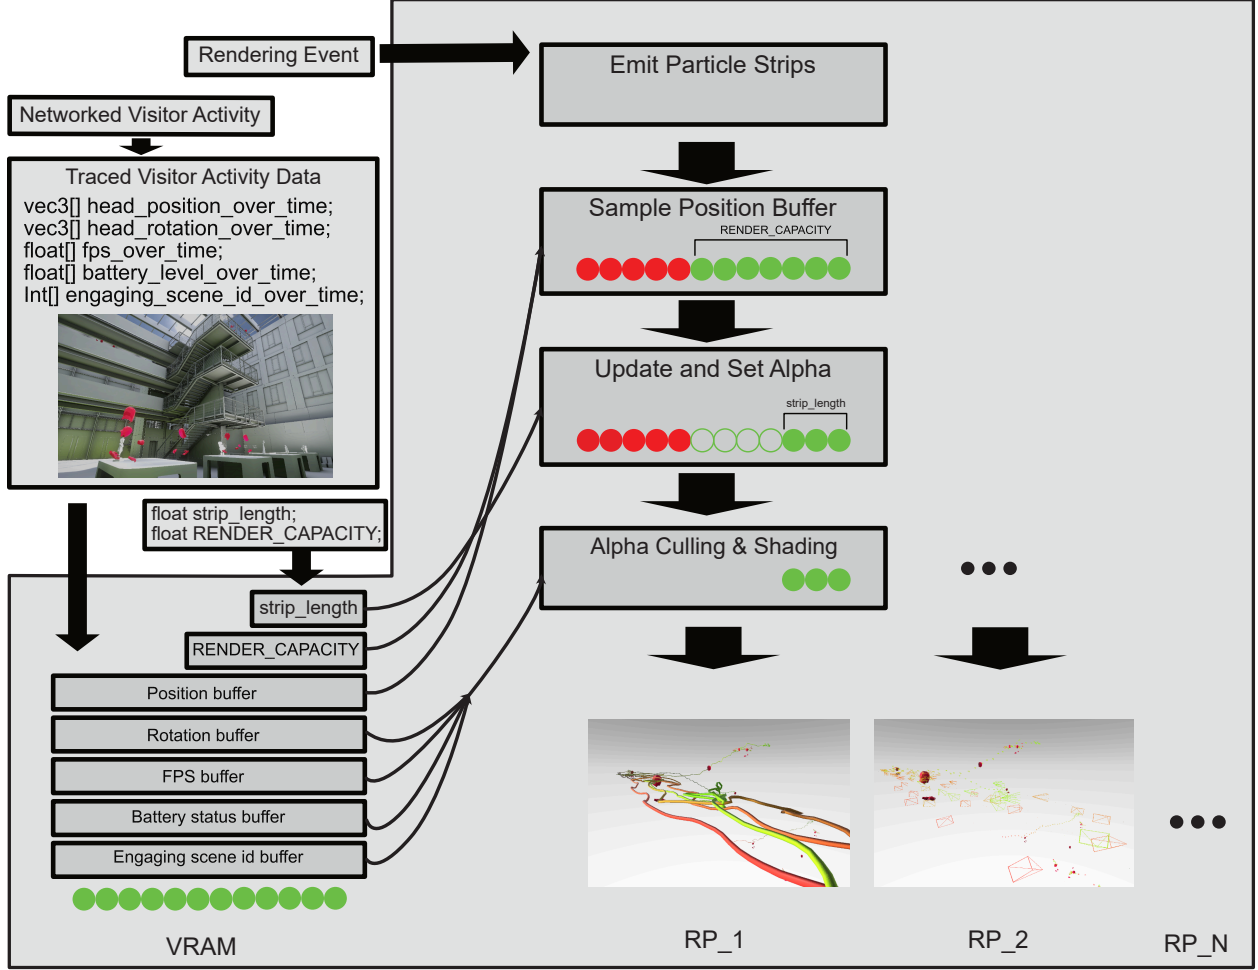 Rendering Event
Emit Particle Strips
Networked Visitor Activity
Traced Visitor Activity Data
vec3[] head_position_over_time;
vec3[] head_rotation_over_time;
float[] fps_over_time;
float[] battery_level_over_time;
Int[] engaging_scene_id_over_time;
Sample Position Buffer
RENDER_CAPACITY
Update and Set Alpha
strip_length
float strip_length;
float RENDER_CAPACITY;
Alpha Culling & Shading
strip_length
RENDER_CAPACITY
Position buffer
Rotation buffer
FPS buffer
Battery status buffer
Engaging scene id buffer
VRAM
RP_1
RP_2
RP_N